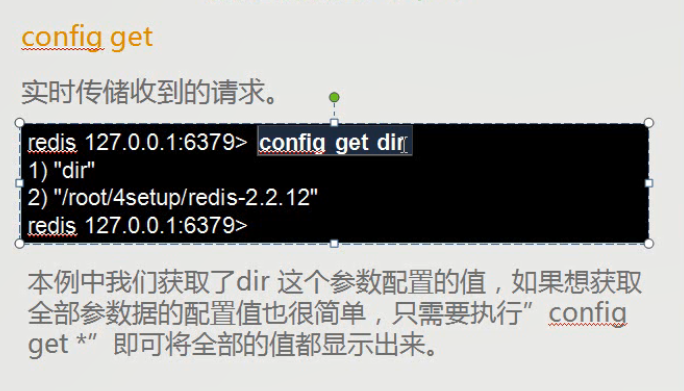 config get
实时传储收到的请求。
redis 127.0.0.1:6379> config get dir
1) "dir"
2) "/root/4setup/redis-2.2.12"
redis 127.0.0.1:6379>
本例中我们获取了dir 这个参数配置的值，如果想获取
全部参数据的配置值也很简单，只需要执行”config
get *”即可将全部的值都显示出来。